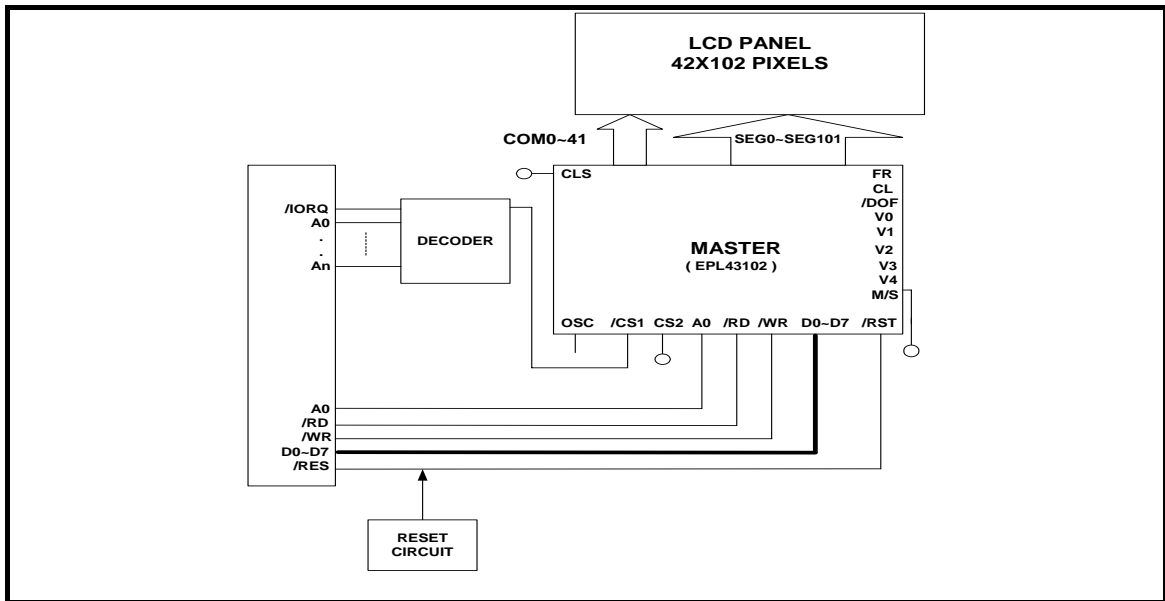 LCD PANEL
42X102 PIXELS
COM0~41
SEG0~SEG101
CLS
FR
CL
/DOF
V0
V1
V2
V3
V4
M/S
MASTER
( EPL43102 )
/IORQ
A0
.
.
An
DECODER
OSC /CS1 CS2 A0 /RD /WR D0~D7 /RST
A0
/RD
/WR
D0~D7
/RES
RESET
CIRCUIT